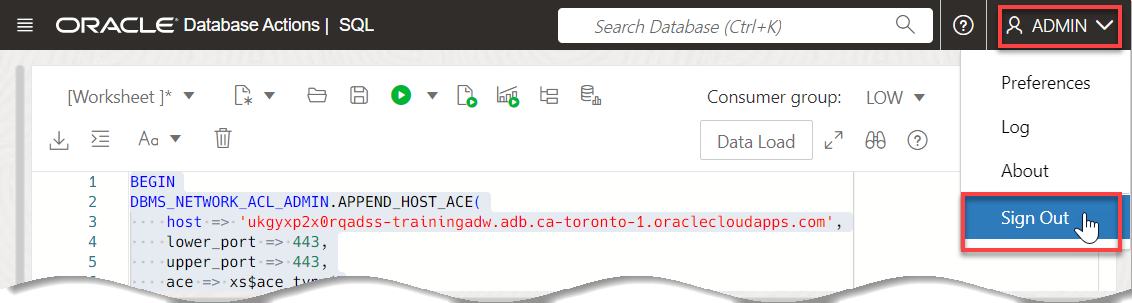 ORACLE Database Actions | SQL
Search Database (Ctrl+K)
ADMIN
Preferences
Log
About
Sign Out
[Worksheet ]*
Consumer group: LOW
Aa
Data Load
1 BEGIN
2 DBMS_NETWORK_ACL_ADMIN.APPEND_HOST_ACE(
3 host => 'ukgyxp2x0rqadss-trainingadw.adb.ca-toronto-1.oraclecloudapps.com',
4 lower_port => 443,
5 upper_port => 443,
ace => xs$ace_typ